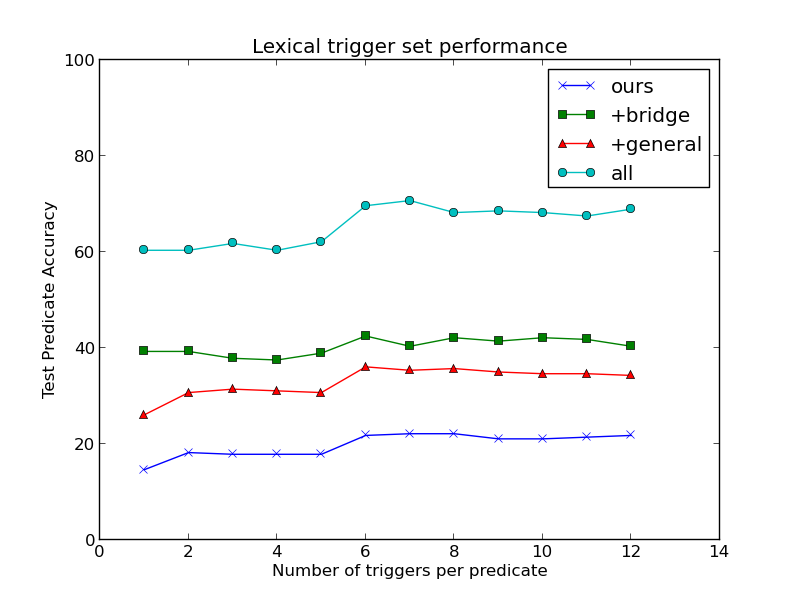 Lexical trigger set performance
100
80
60
40
20
0
Test Predicate Accuracy
ours
+bridge
+general
all
0 2 4 6 8 10 12 14
Number of triggers per predicate